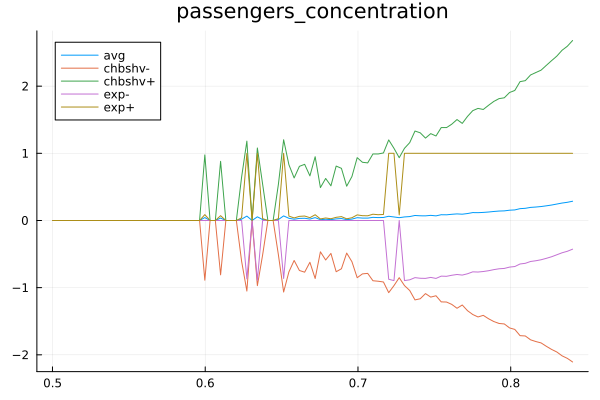 passengers_concentration
avg
chbshv-
chbshv+
exp-
exp+
2
1
0
−1
−2
0.5
0.6
0.7
0.8